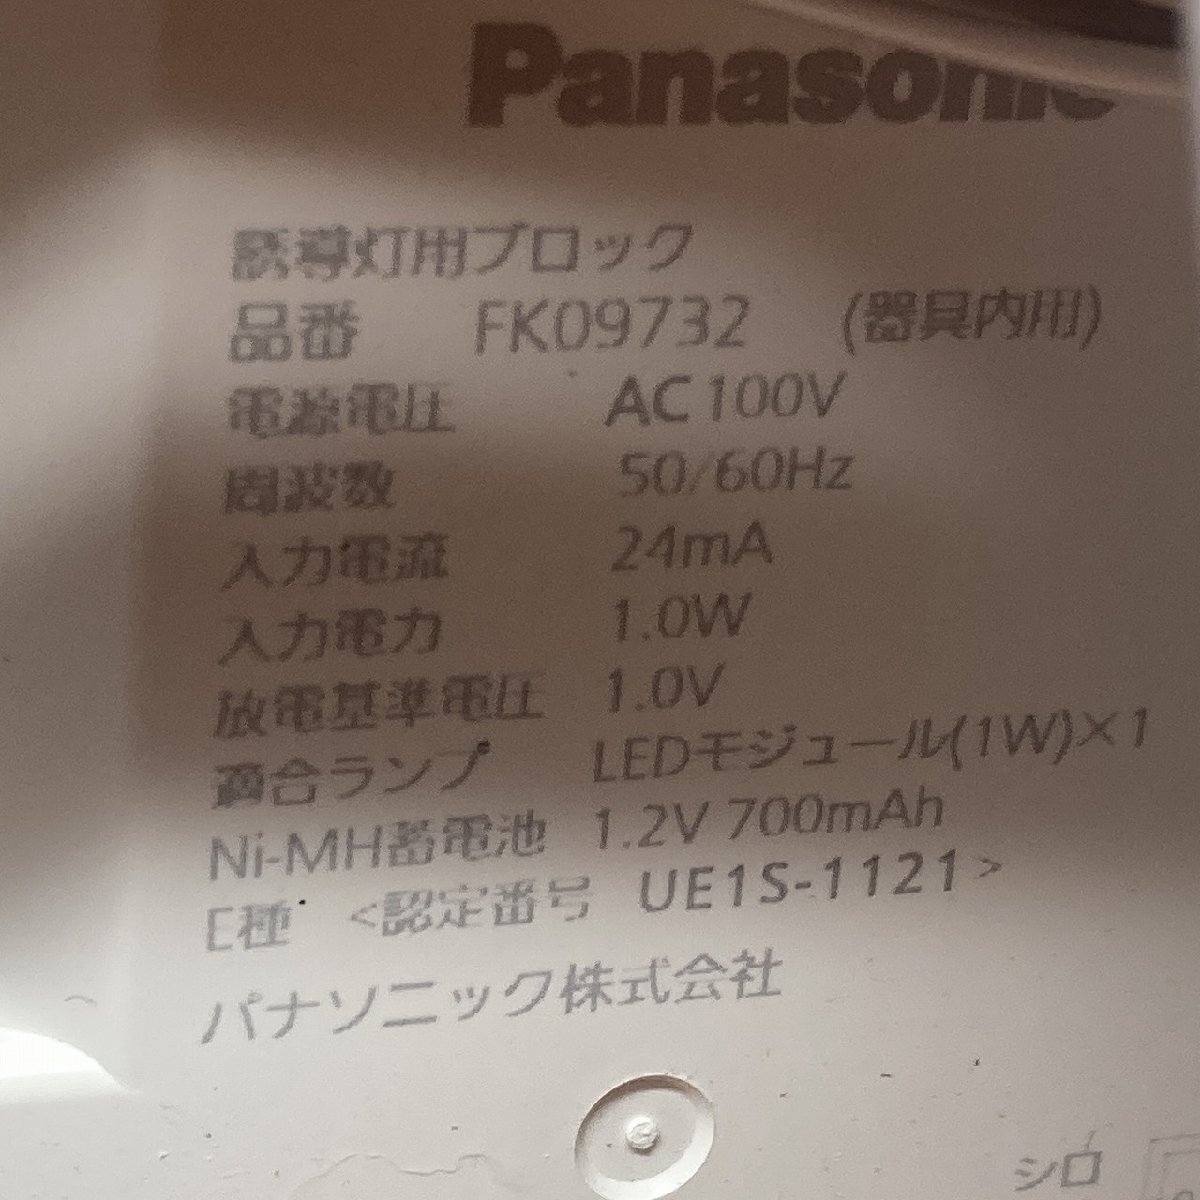 Panasonic
誘導灯用ブロック
品番 FK09732 (器具内用)
電源電圧 AC100V
周波数 50/60Hz
入力電流 24mA
入力電力 1.0W
放電基準電圧 1.0V
適合ランプ LEDモジュール(1W)×1
Ni-MH蓄電池 1.2V 700mAh
E種 <認定番号 UE1S-1121>
パナソニック株式会社
シロ